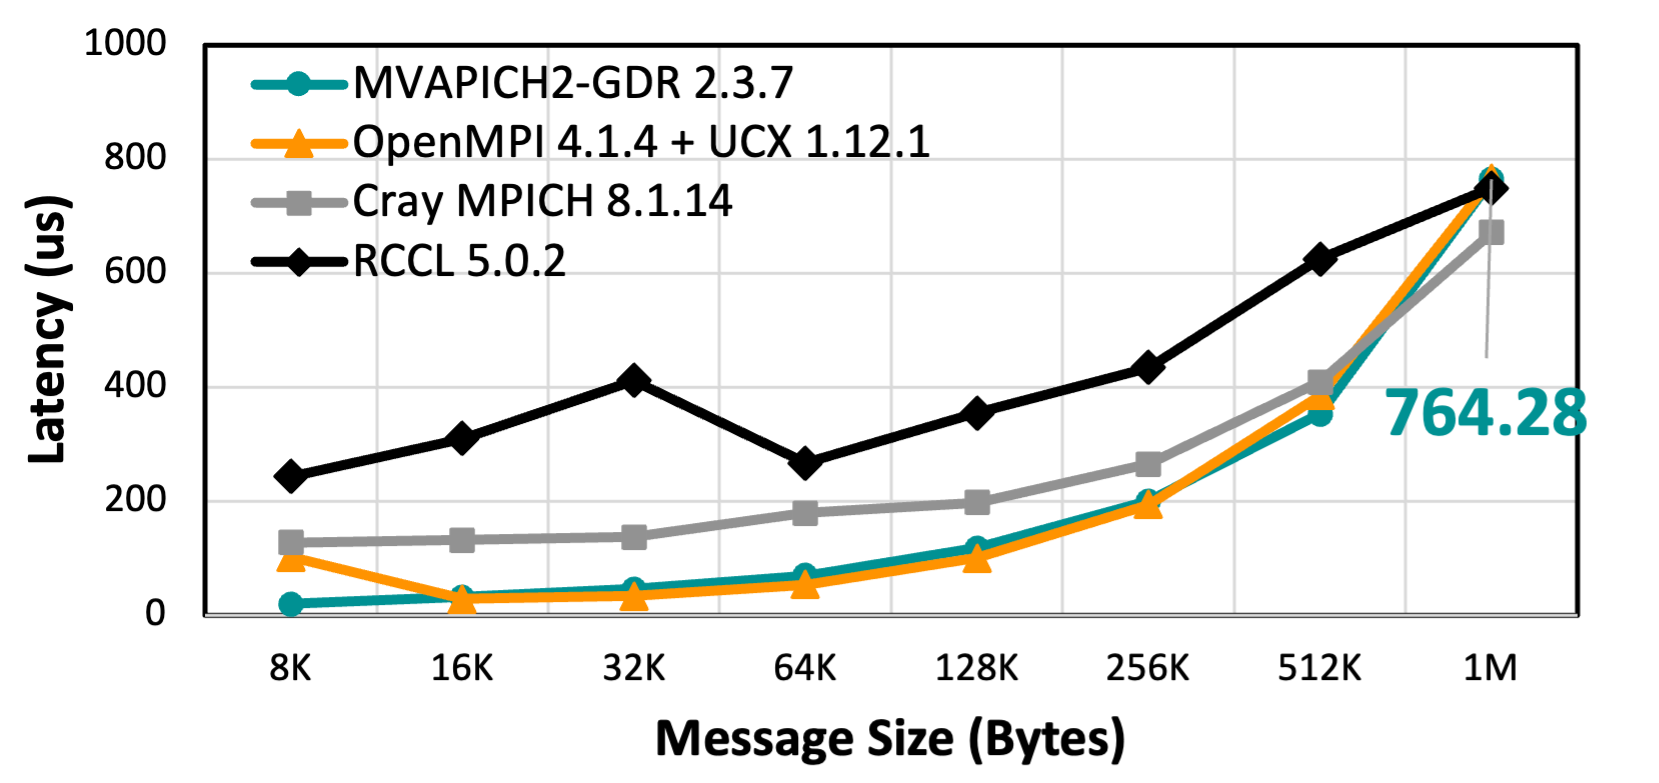 1000
800
600
400
200
0
Latency (us)
MVAPICH2-GDR 2.3.7
OpenMPI 4.1.4 + UCX 1.12.1
Cray MPICH 8.1.14
RCCL 5.0.2
764.28
8K 16K 32K 64K 128K 256K 512K 1M
Message Size (Bytes)